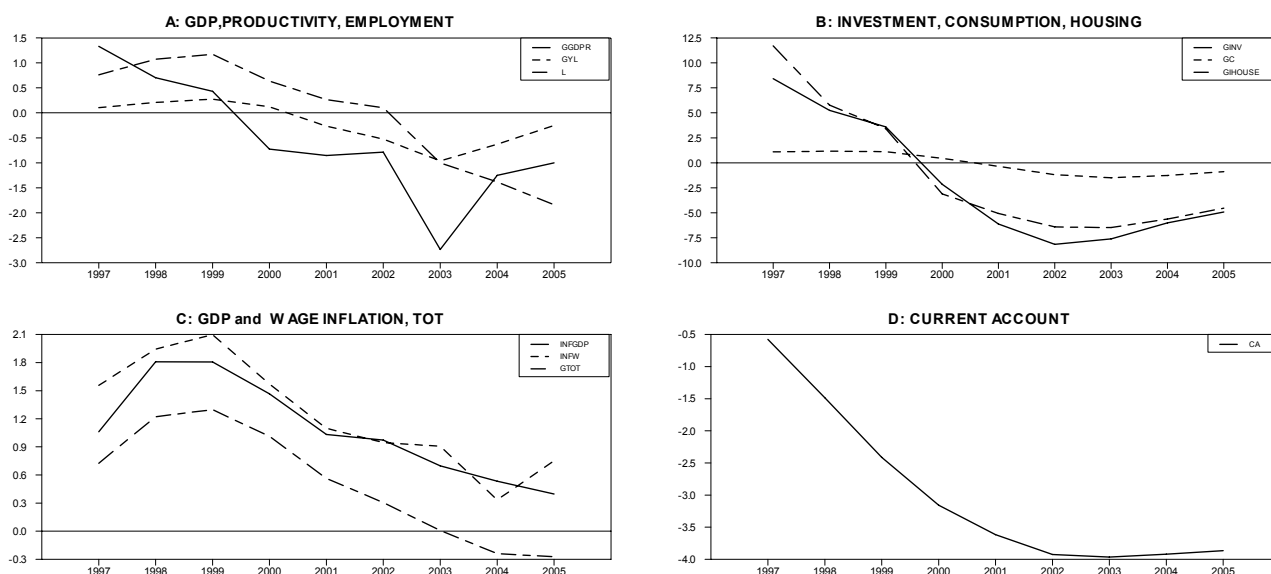 A: GDP,PRODUCTIVITY, EMPLOYMENT
GGDPR
GYL
L
1.5
1.0
0.5
0.0
-0.5
-1.0
-1.5
-2.0
-2.5
-3.0
1997 1998 1999 2000 2001 2002 2003 2004 2005
B: INVESTMENT, CONSUMPTION, HOUSING
GINV
GC
GIHOUSE
12.5
10.0
7.5
5.0
2.5
0.0
-2.5
-5.0
-7.5
-10.0
1997 1998 1999 2000 2001 2002 2003 2004 2005
C: GDP and W AGE INFLATION, TOT
INFGDP
INFW
GTOT
2.1
1.8
1.5
1.2
0.9
0.6
0.3
0.0
-0.3
1997 1998 1999 2000 2001 2002 2003 2004 2005
D: CURRENT ACCOUNT
CA
-0.5
-1.0
-1.5
-2.0
-2.5
-3.0
-3.5
-4.0
1997 1998 1999 2000 2001 2002 2003 2004 2005